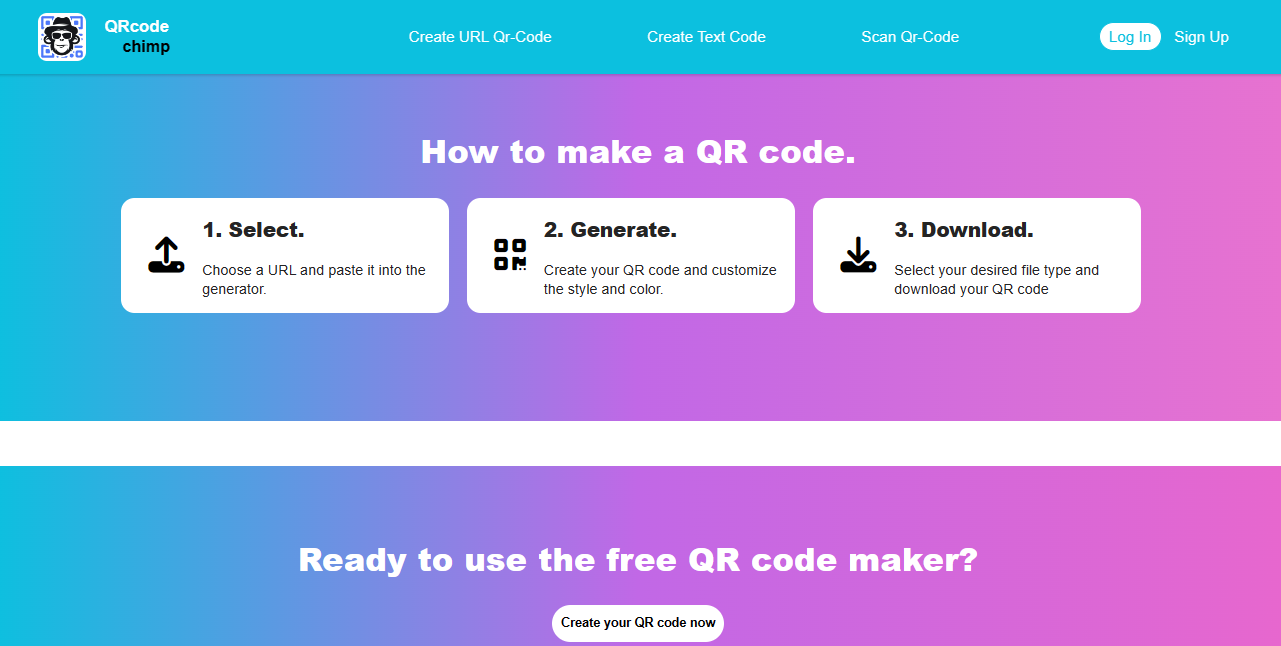 QRcode
chimp
Create URL Qr-Code
Create Text Code
Scan Qr-Code
Log In
Sign Up
How to make a QR code.
1. Select.
Choose a URL and paste it into the
generator.
2. Generate.
Create your QR code and customize
the style and color.
3. Download.
Select your desired file type and
download your QR code
Ready to use the free QR code maker?
Create your QR code now